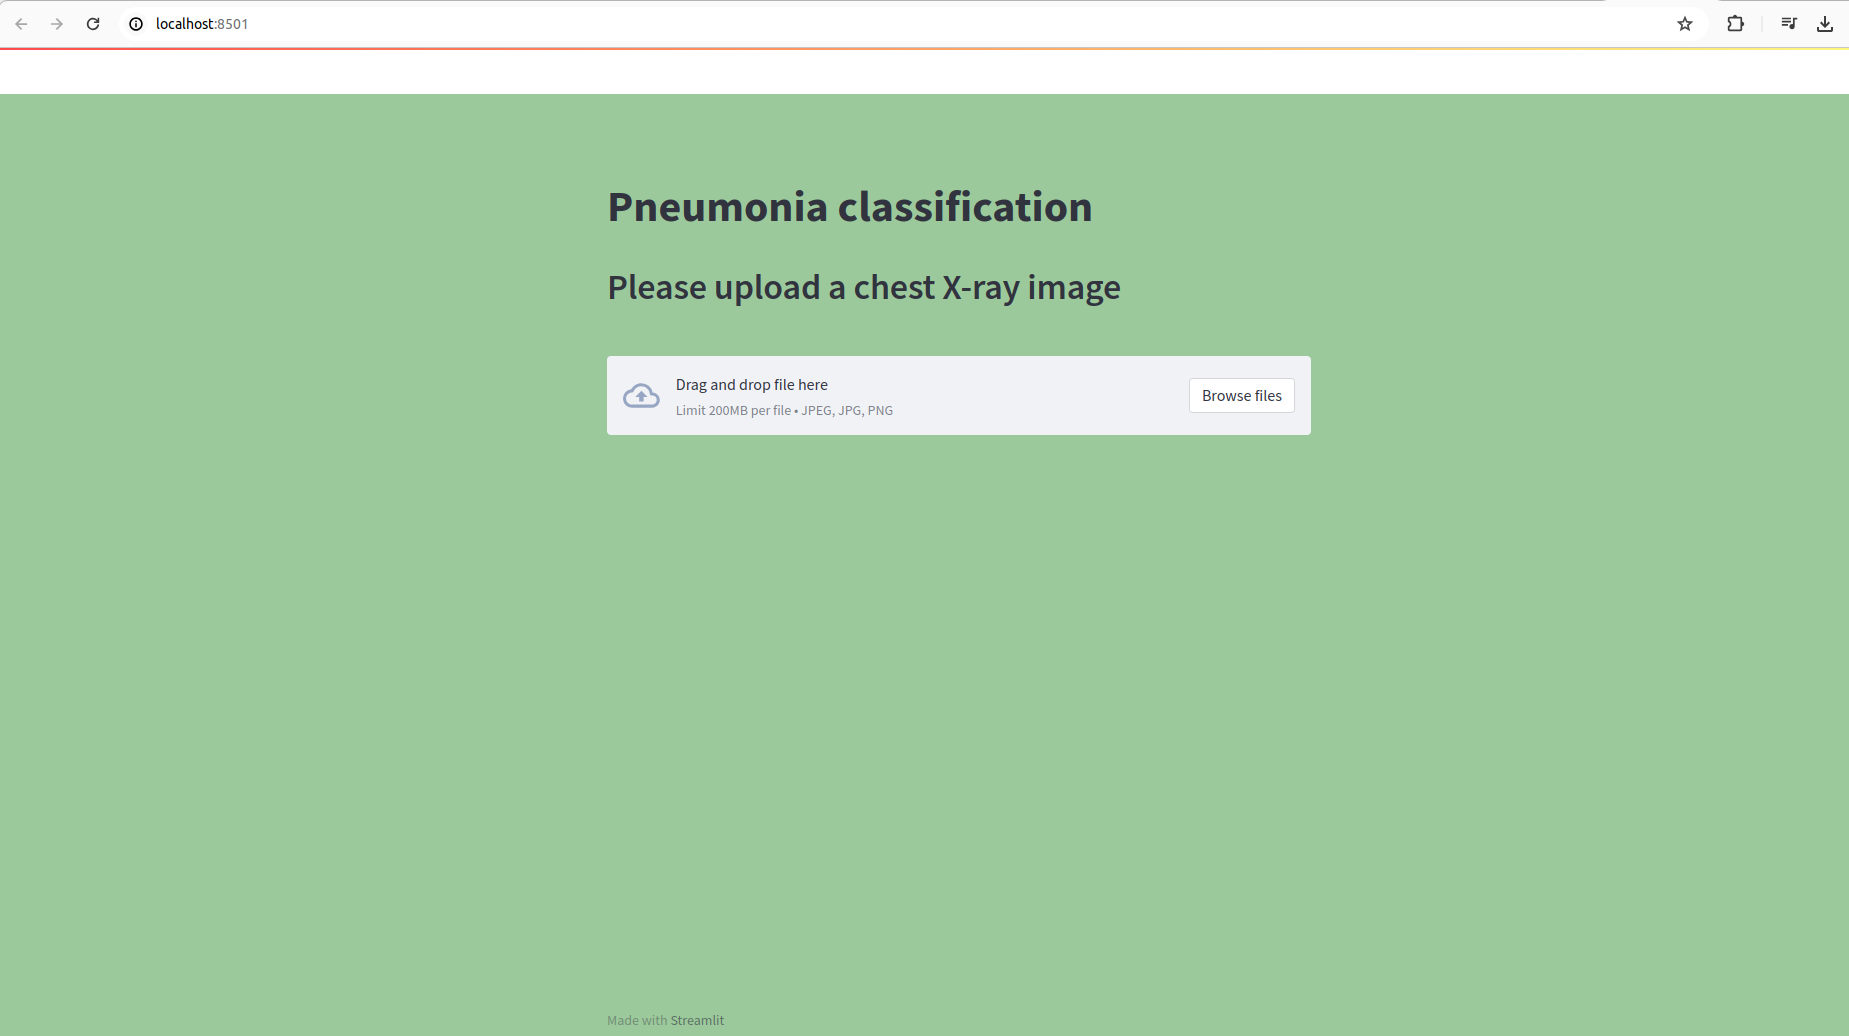 localhost:8501
Pneumonia classification
Please upload a chest X-ray image
Drag and drop file here
Limit 200MB per file • JPEG, JPG, PNG
Browse files
Made with Streamlit